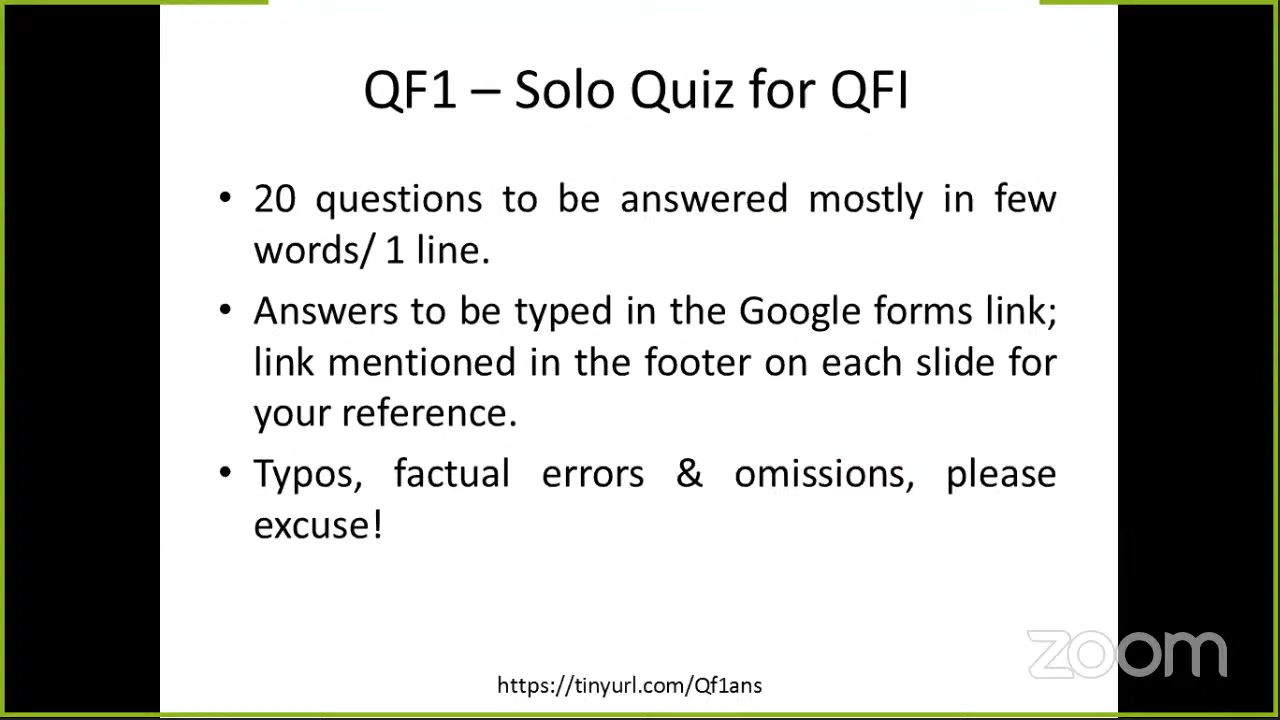 QF1 – Solo Quiz for QFI
• 20 questions to be answered mostly in few
words/ 1 line.
• Answers to be typed in the Google forms link;
link mentioned in the footer on each slide for
your reference.
• Typos, factual errors & omissions, please
excuse!
zoom
https://tinyurl.com/Qf1ans